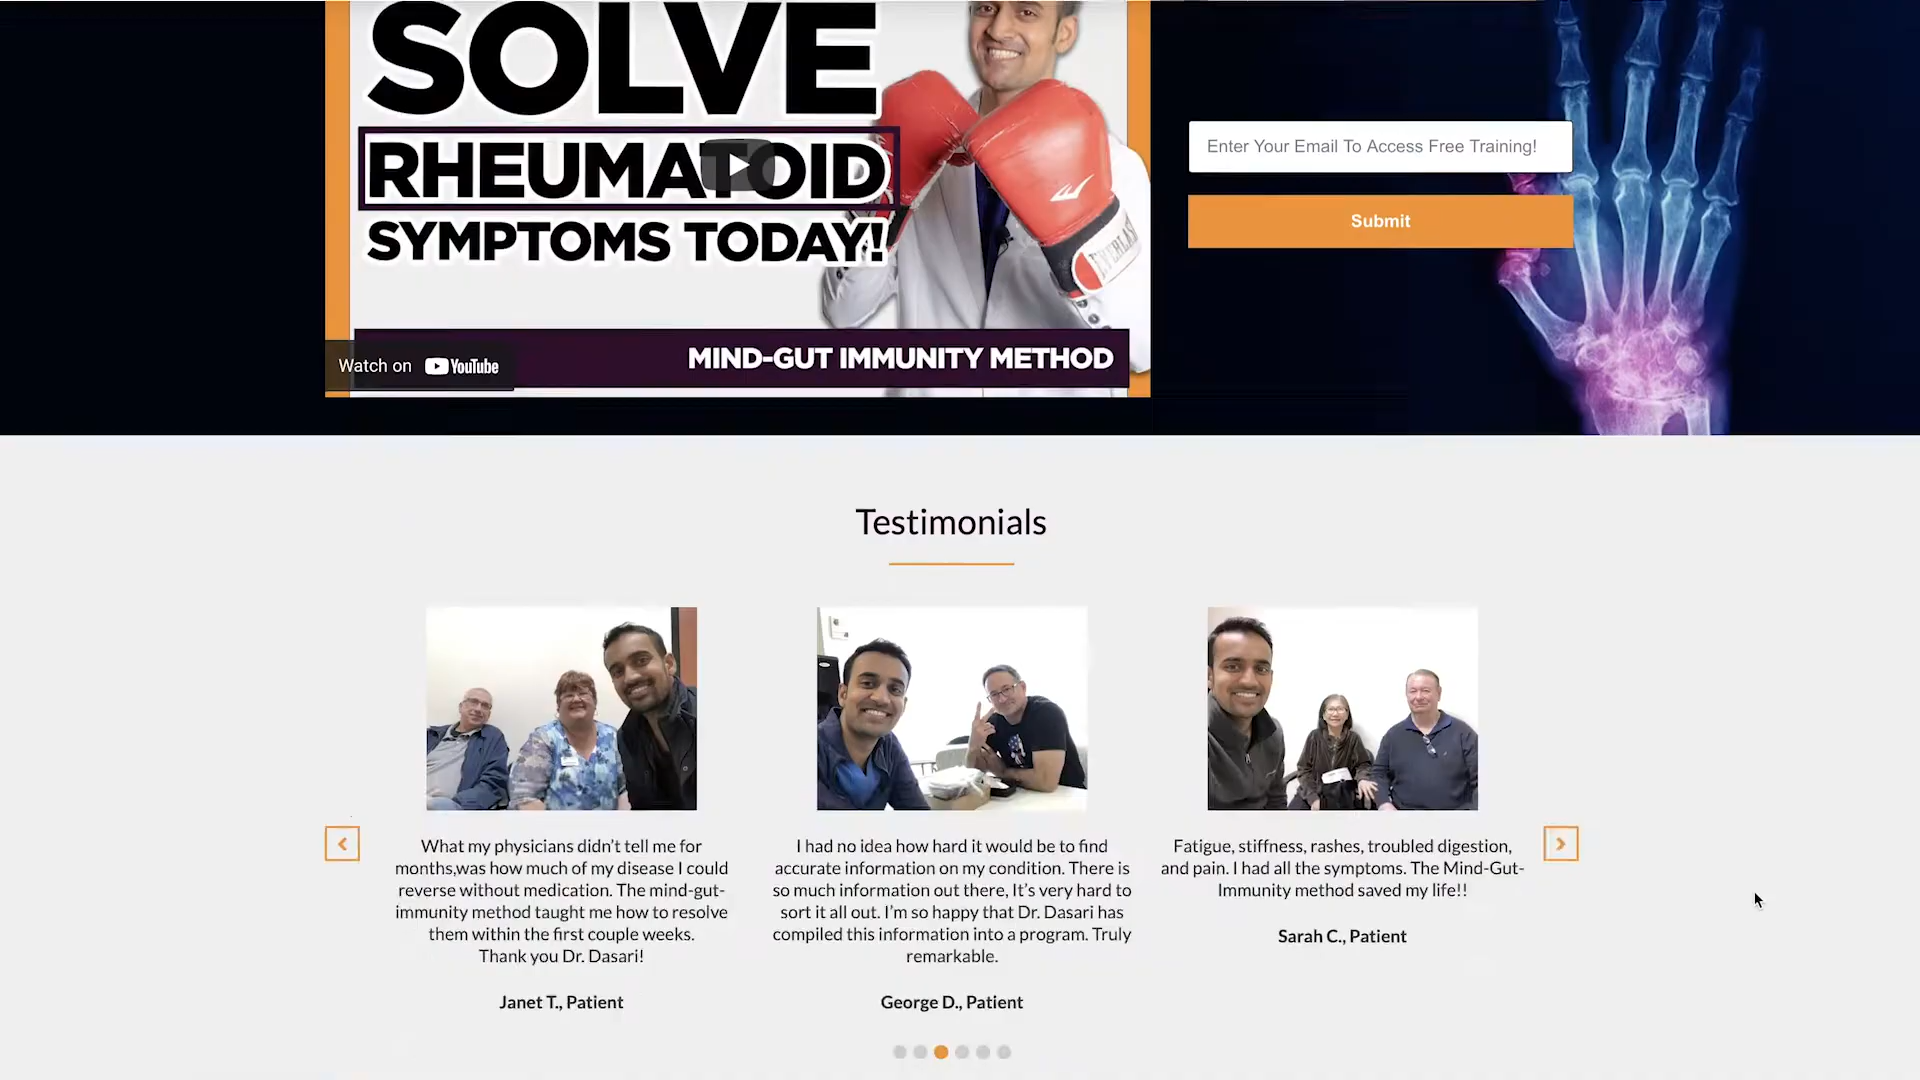 SOLVE
RHEUMATOID
SYMPTOMS TODAY!
EVERLAST
MIND-GUT IMMUNITY METHOD
Watch on YouTube
Enter Your Email To Access Free Training!
Submit
Testimonials
What my physicians didn’t tell me for
months,was how much of my disease I could
reverse without medication. The mind-gut-
immunity method taught me how to resolve
them within the first couple weeks.
Thank you Dr. Dasari!
Janet T., Patient
I had no idea how hard it would be to find
accurate information on my condition. There is
so much information out there, It’s very hard to
sort it all out. I’m so happy that Dr. Dasari has
compiled this information into a program. Truly
remarkable.
George D., Patient
Fatigue, stiffness, rashes, troubled digestion,
and pain. I had all the symptoms. The Mind-Gut-
Immunity method saved my life!!
Sarah C., Patient